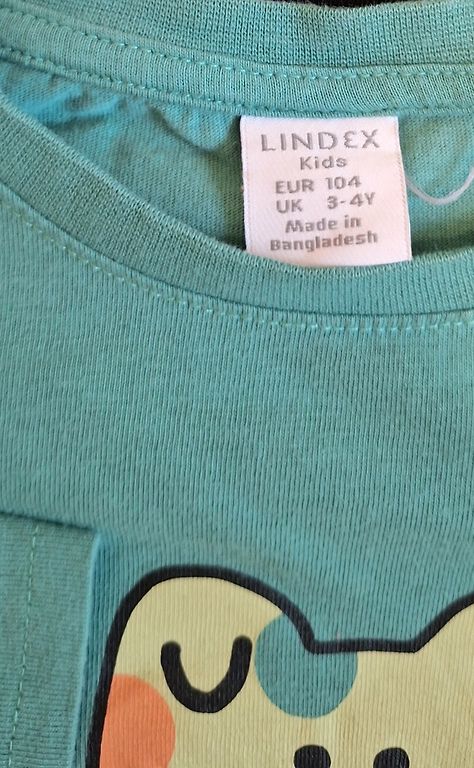 LINDEX
Kids
EUR 104
UK 3-4Y
Made in
Bangladesh